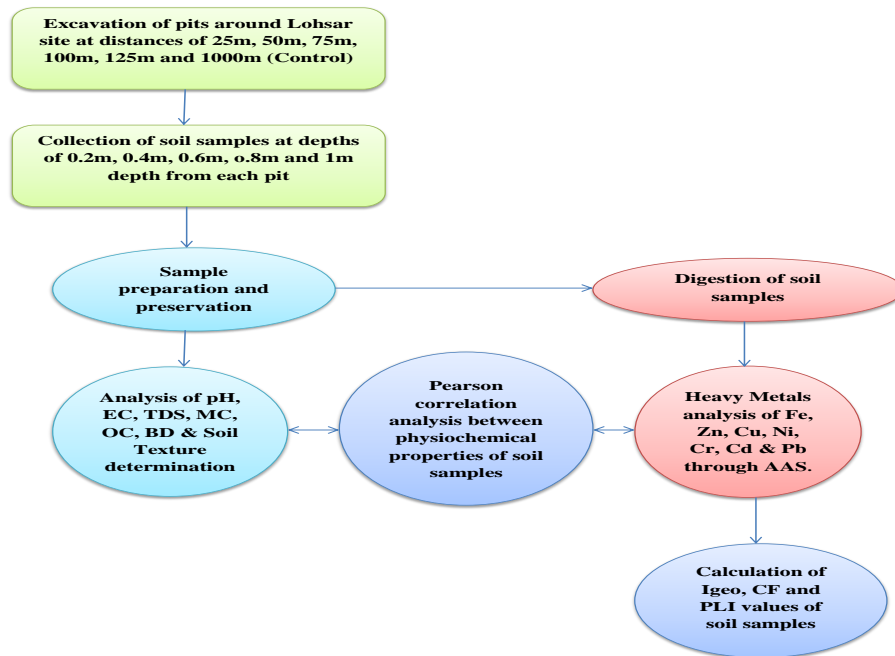 Excavation of pits around Lohsar
site at distances of 25m, 50m, 75m,
100m, 125m and 1000m (Control)
Collection of soil samples at depths
of 0.2m, 0.4m, 0.6m, o.8m and 1m
depth from each pit
Sample
preparation and
preservation
Digestion of soil
samples
Analysis of pH,
EC, TDS, MC,
OC, BD & Soil
Texture
determination
Pearson
correlation
analysis between
physiochemical
properties of soil
samples
Heavy Metals
analysis of Fe,
Zn, Cu, Ni,
Cr, Cd & Pb
through AAS.
Calculation of
Igeo, CF and
PLI values of
soil samples